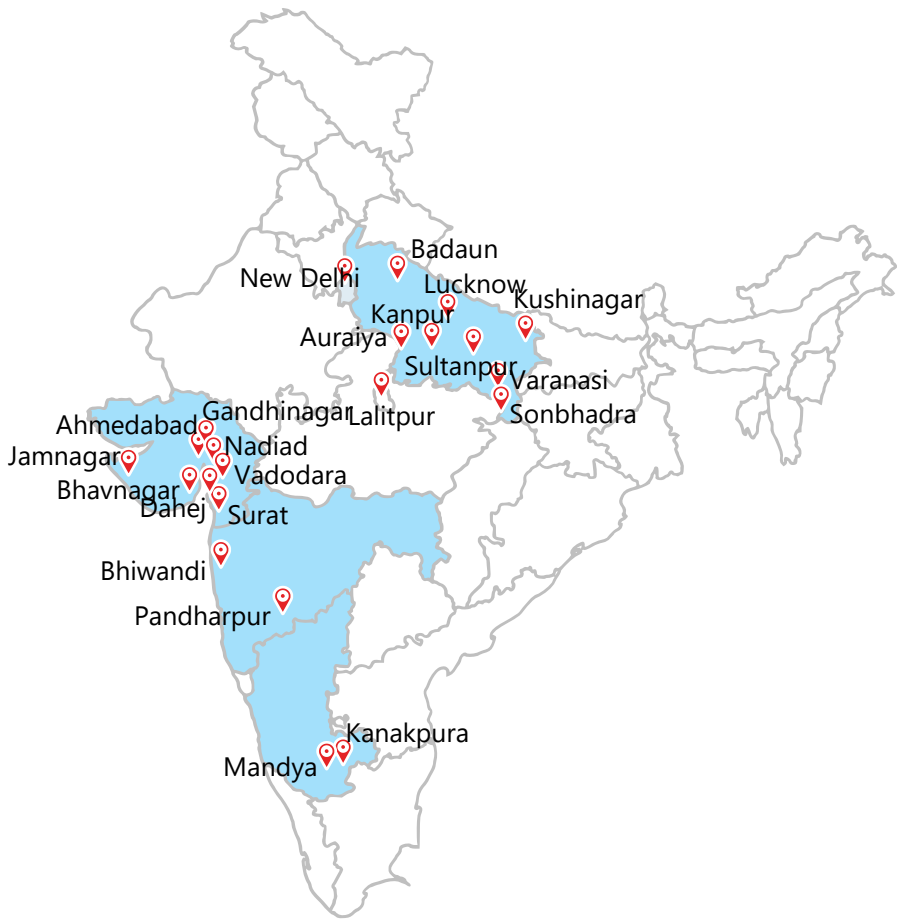 Badaun
New Delhi
Lucknow
Kushinagar
Kanpur
Auraiya
Sultanpur
Varanasi
Lalitpur
Sonbhadra
Gandhinagar
Ahmedabad
Nadiad
Jamnagar
Vadodara
Bhavnagar
Dahej
Surat
Bhiwandi
Pandharpur
Kanakpura
Mandya